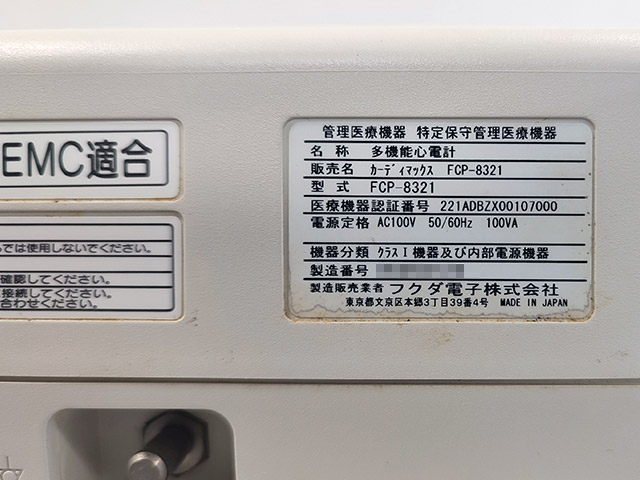 EMC適合
では使用しないでください。
確認してください。
接続してください。
合わせください。
管理医療機器 特定保守管理医療機器
名 称 多機能心電計
販売名 カーディマックス FCP-8321
型 式 FCP-8321
医療機器認証番号 221ADBZX00107000
電源定格 AC100V 50/60Hz 100VA
機器分類 クラスⅠ機器及び内部電源機器
製造番号
製造販売業者 フクダ電子株式会社
東京都文京区本郷3丁目39番4号 MADE IN JAPAN